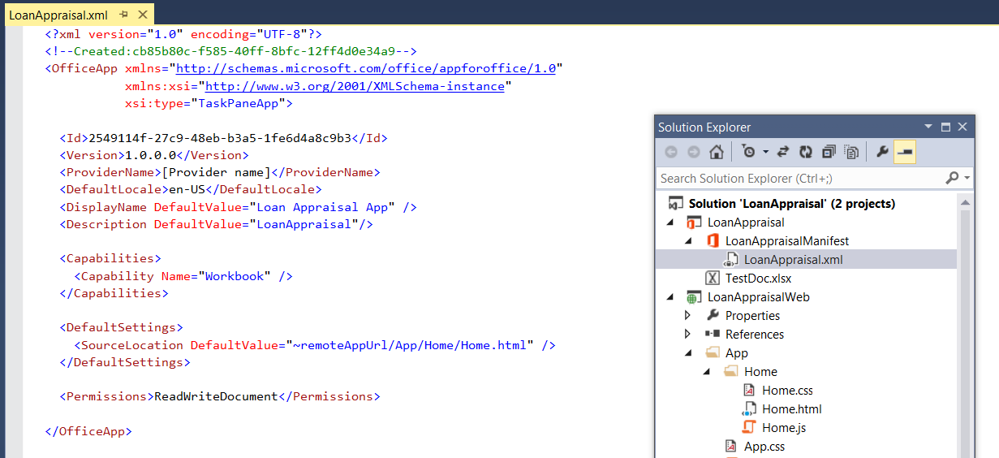 LoanAppraisal.xml
<?xml version="1.0" encoding="UTF-8"?>
<!--Created:cb85b80c-f585-40ff-8bfc-12ff4d0e34a9-->
<OfficeApp xmlns="http://schemas.microsoft.com/office/appforoffice/1.0"
xmlns:xsi="http://www.w3.org/2001/XMLSchema-instance"
xsi:type="TaskPaneApp">
<Id>2549114f-27c9-48eb-b3a5-1fe6d4a8c9b3</Id>
<Version>1.0.0.0</Version>
<ProviderName>[Provider name]</ProviderName>
<DefaultLocale>en-US</DefaultLocale>
<DisplayName DefaultValue="Loan Appraisal App" />
<Description DefaultValue="LoanAppraisal"/>
<Capabilities>
<Capability Name="Workbook" />
</Capabilities>
<DefaultSettings>
<SourceLocation DefaultValue="~remoteAppUrl/App/Home/Home.html" />
</DefaultSettings>
<Permissions>ReadWriteDocument</Permissions>
</OfficeApp>
Solution Explorer
Search Solution Explorer (Ctrl+;)
Solution 'LoanAppraisal' (2 projects)
LoanAppraisal
LoanAppraisalManifest
LoanAppraisal.xml
TestDoc.xlsx
LoanAppraisalWeb
Properties
References
App
Home
Home.css
Home.html
Home.js
App.css